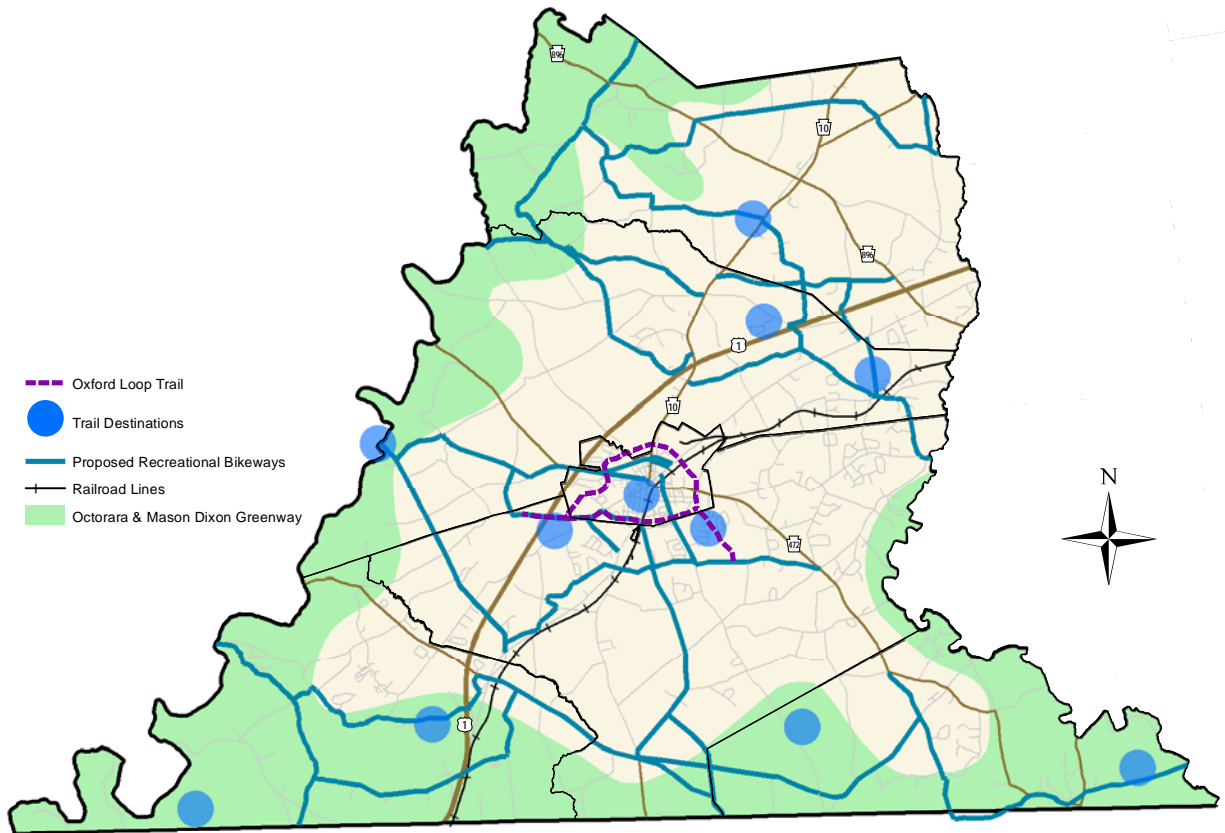 896
10
896
1
10
Oxford Loop Trail
Trail Destinations
Proposed Recreational Bikeways
Railroad Lines
Octorara & Mason Dixon Greenway
N
472
1